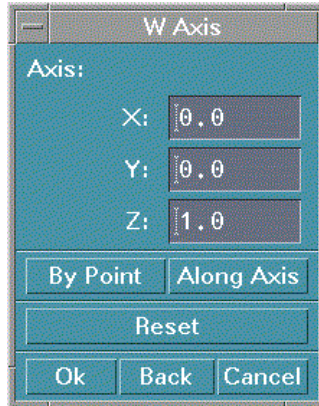 W Axis
Axis:
X: 0.0
Y: 0.0
Z: 1.0
By Point Along Axis
Reset
Ok Back Cancel